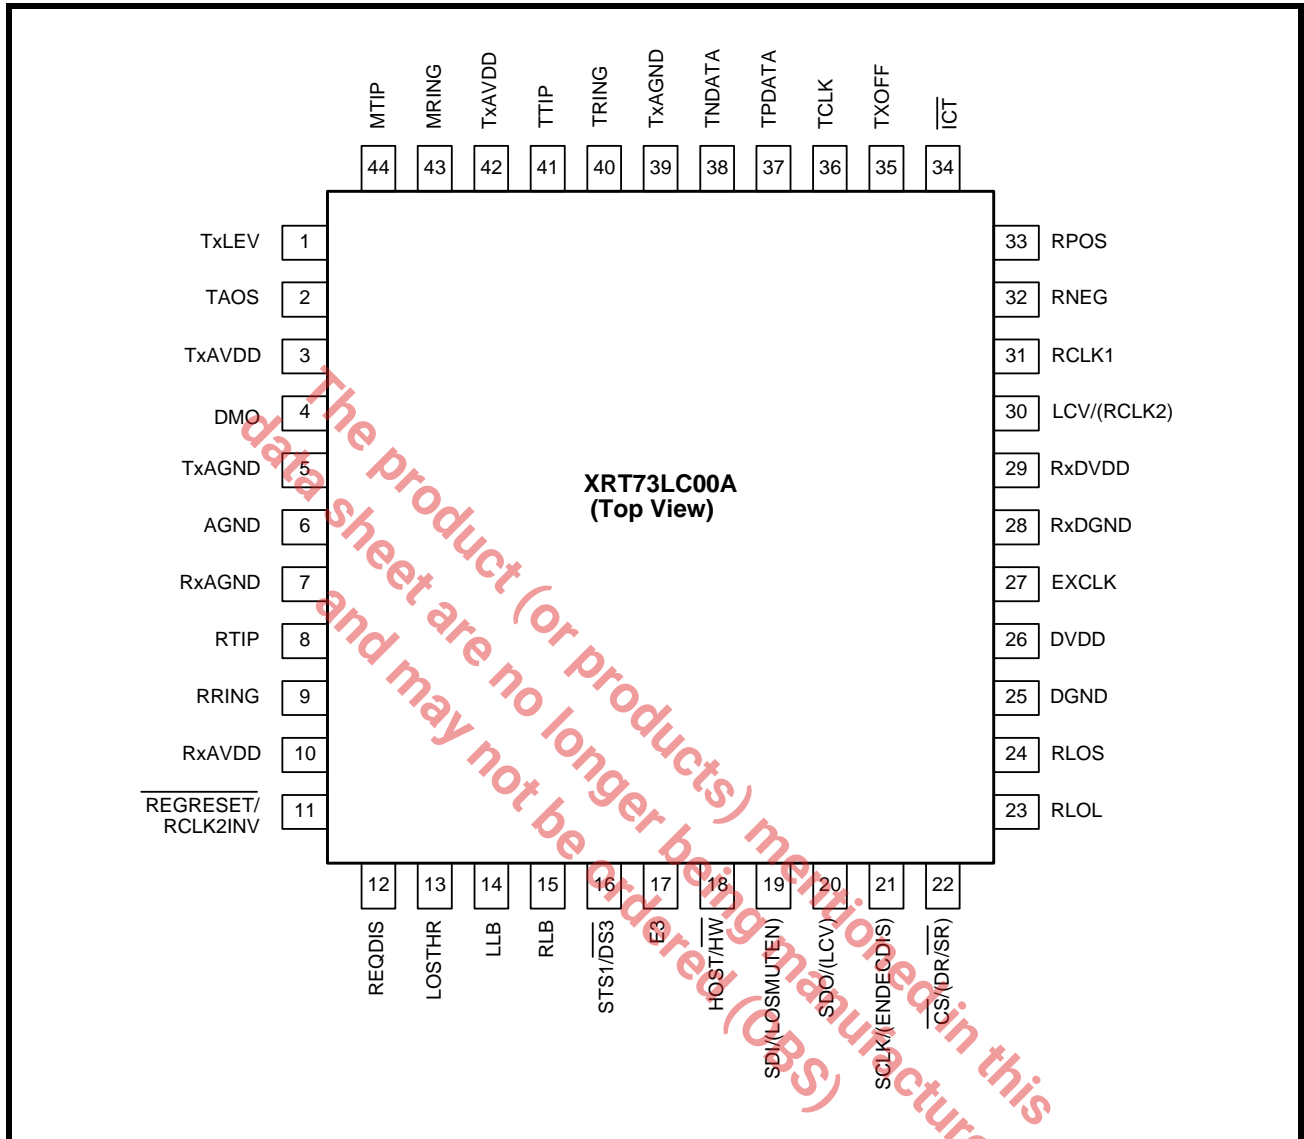 MTIP
MRING
TxAVDD
TTIP
TRING
TxAGND
TNDATA
TPDATA
TCLK
TXOFF
ICT
44
43
42
41
40
39
38
37
36
35
34
TxLEV 1
TAOS 2
TxAVDD 3
DMO 4
TxAGND 5
AGND 6
RxAGND 7
RTIP 8
RRING 9
RxAVDD 10
REGRESET/
RCLK2INV
11
33 RPOS
32 RNEG
31 RCLK1
30 LCV/(RCLK2)
29 RxDVDD
28 RxDGND
27 EXCLK
26 DVDD
25 DGND
24 RLOS
23 RLOL
XRT73LC00A
(Top View)
12
13
14
15
16
17
18
19
20
21
22
REQDIS
LOSTHR
LLB
RLB
STS1/DS3
E3
HOST/HW
SDI/(LOSMUTEN)
SDO/(LCV)
SCLK/(ENDECDIS)
CS/(DR/SR)
The product (or products) mentioned in this
data sheet are no longer being manufacture
and may not be ordered (OBS)